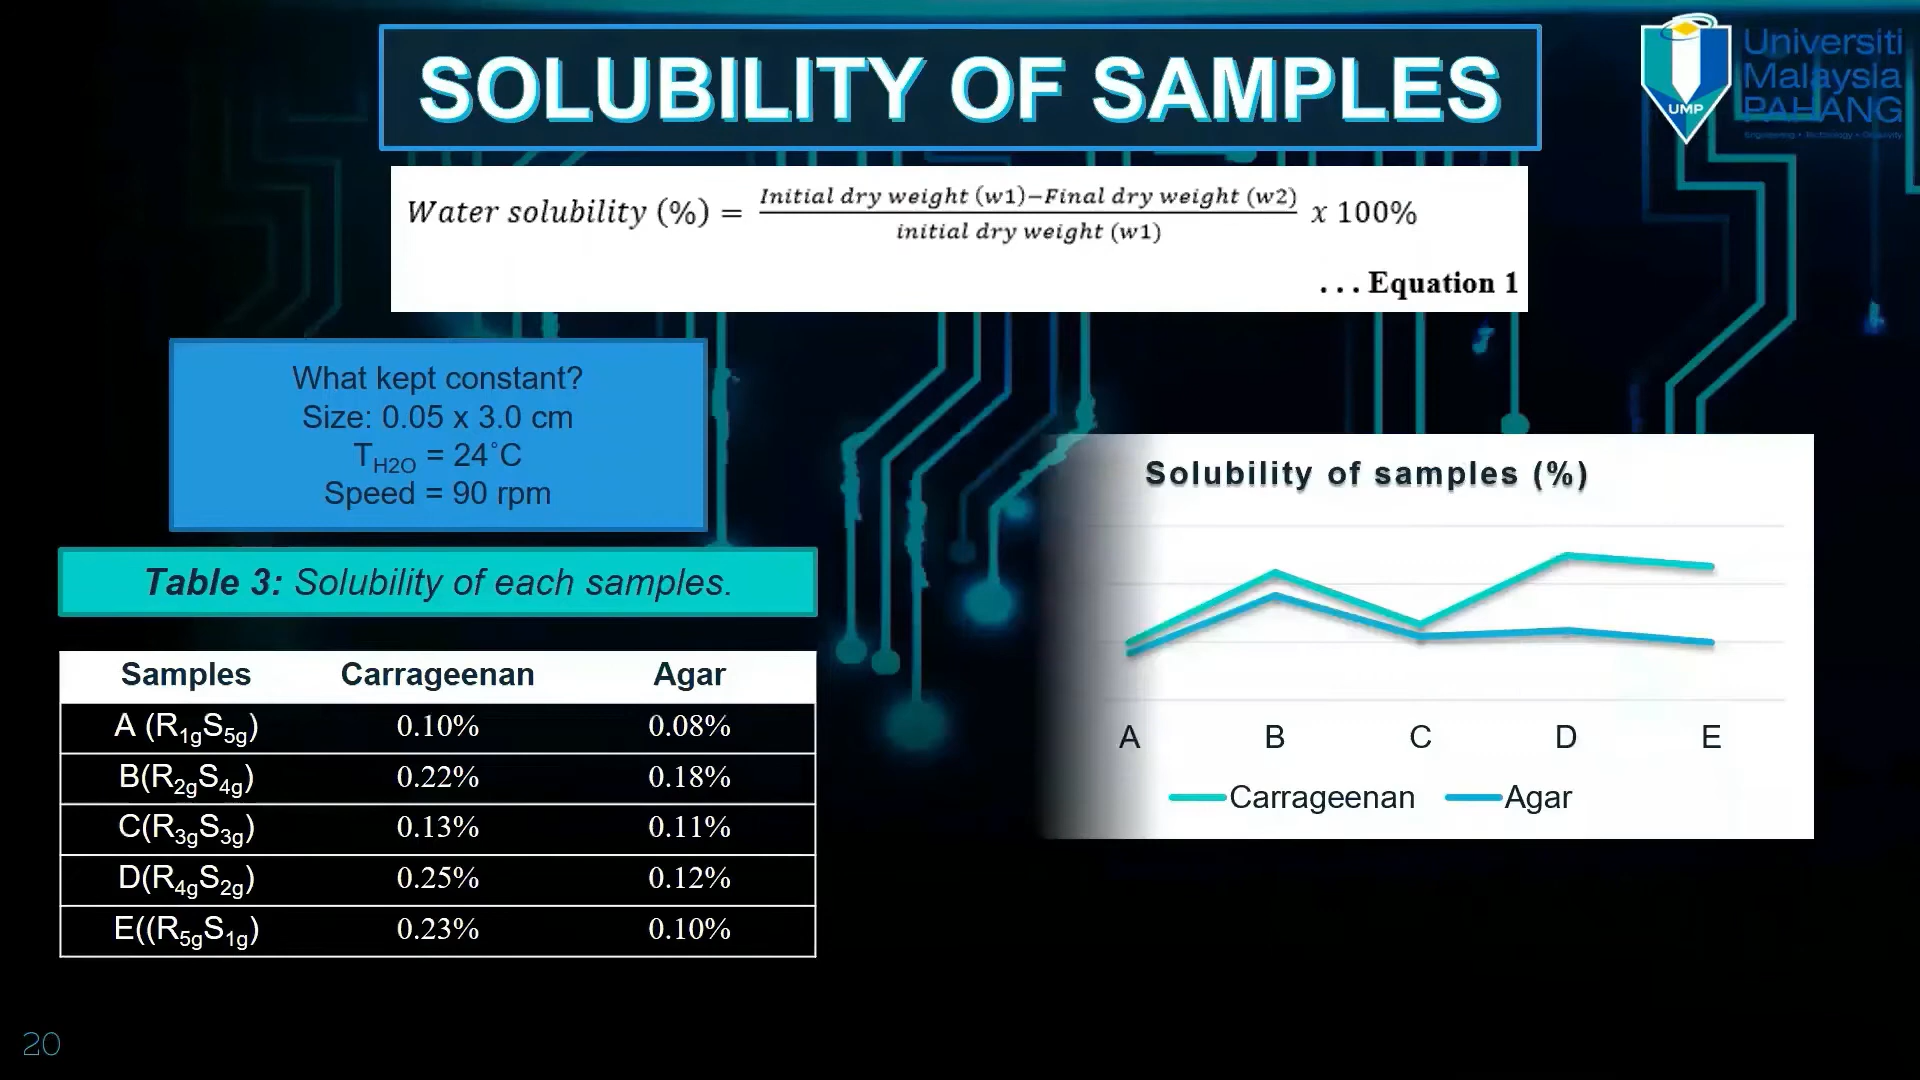 SOLUBILITY OF SAMPLES
Universiti
Malaysia
PAHANG
Engineering • Technology • Creativity
UMP
Water solubility (%) = Initial dry weight (w1)−Final dry weight (w2) / initial dry weight (w1) x 100%
. . . Equation 1
What kept constant?
Size: 0.05 x 3.0 cm
T_H2O = 24°C
Speed = 90 rpm
Table 3: Solubility of each samples.
Samples Carrageenan Agar
A (R1gS5g) 0.10% 0.08%
B(R2gS4g) 0.22% 0.18%
C(R3gS3g) 0.13% 0.11%
D(R4gS2g) 0.25% 0.12%
E((R5gS1g) 0.23% 0.10%
Solubility of samples (%)
A B C D E
Carrageenan Agar
20